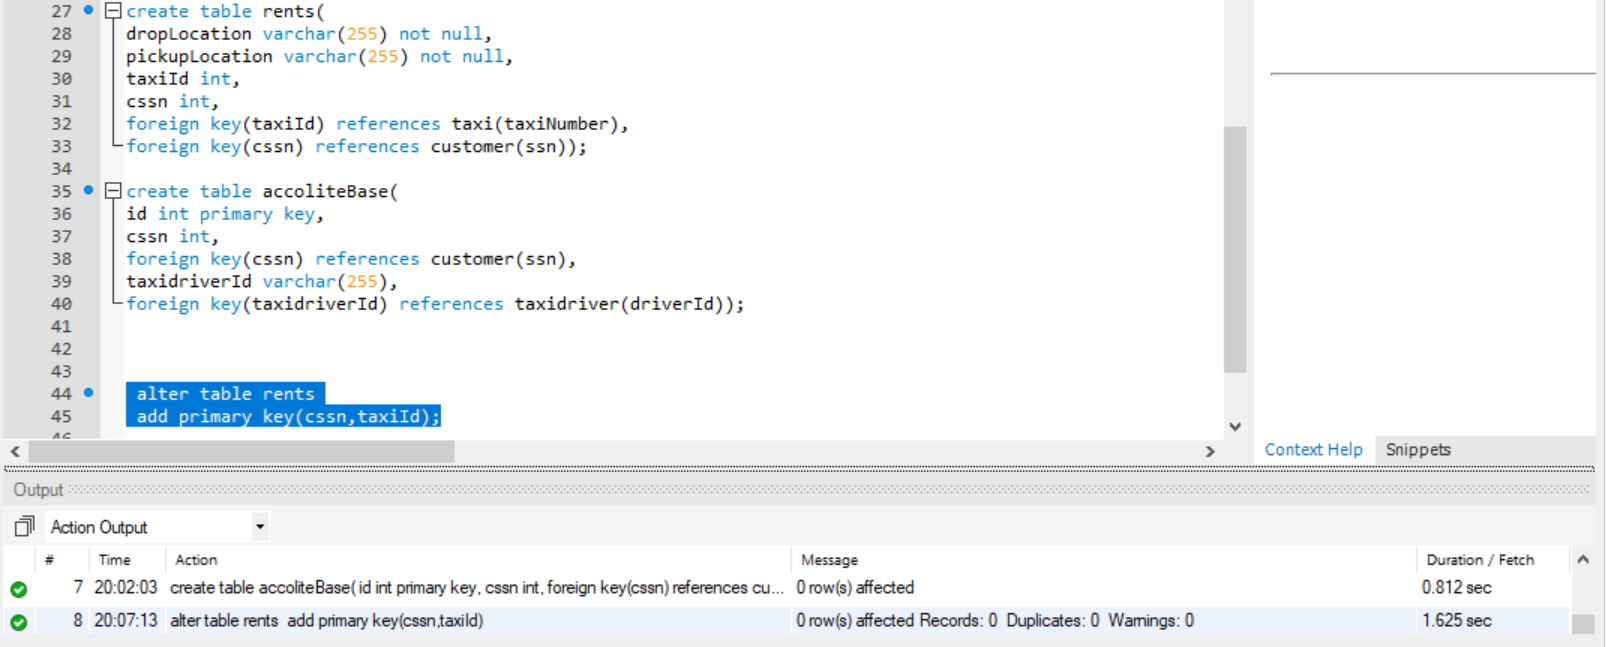 27 create table rents(
28 dropLocation varchar(255) not null,
29 pickupLocation varchar(255) not null,
30 taxiId int,
31 cssn int,
32 foreign key(taxiId) references taxi(taxiNumber),
33 foreign key(cssn) references customer(ssn));
34
35 create table accoliteBase(
36 id int primary key,
37 cssn int,
38 foreign key(cssn) references customer(ssn),
39 taxidriverId varchar(255),
40 foreign key(taxidriverId) references taxidriver(driverId));
41
42
43
44 alter table rents
45 add primary key(cssn,taxiId);
46
Context Help Snippets
Output
Action Output
# Time Action Message Duration / Fetch
7 20:02:03 create table accoliteBase( id int primary key, cssn int, foreign key(cssn) references cu... 0 row(s) affected 0.812 sec
8 20:07:13 alter table rents add primary key(cssn,taxiId) 0 row(s) affected Records: 0 Duplicates: 0 Warnings: 0 1.625 sec